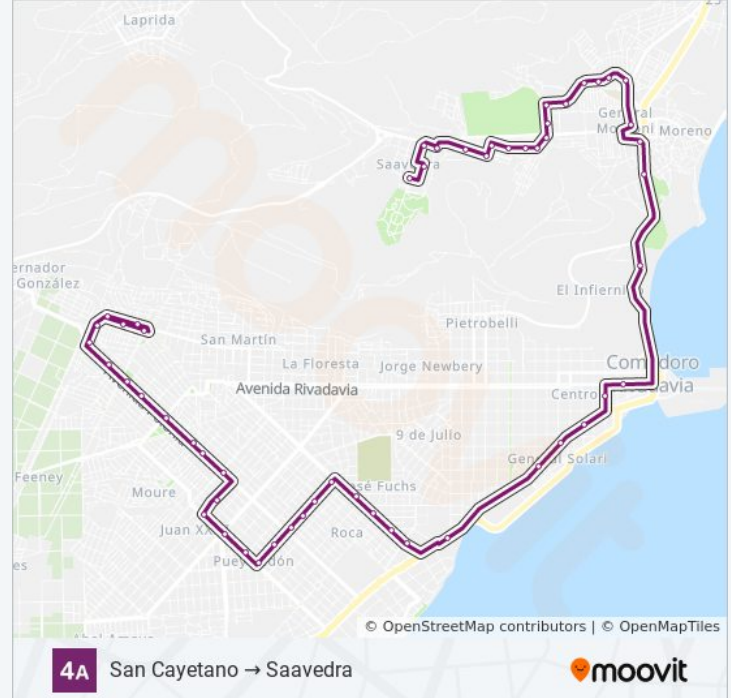 Laprida
General
Mosconi
Moreno
Saavedra
El Infiernillo
Pietrobelli
San Martín
La Floresta
Jorge Newbery
Comodoro
Rivadavia
Avenida Rivadavia
Centro
9 de Julio
General Solari
José Fuchs
Feeney
Moure
Juan XXIII
Roca
Pueyrredón
© OpenStreetMap contributors | © OpenMapTiles
4A San Cayetano → Saavedra
moovit